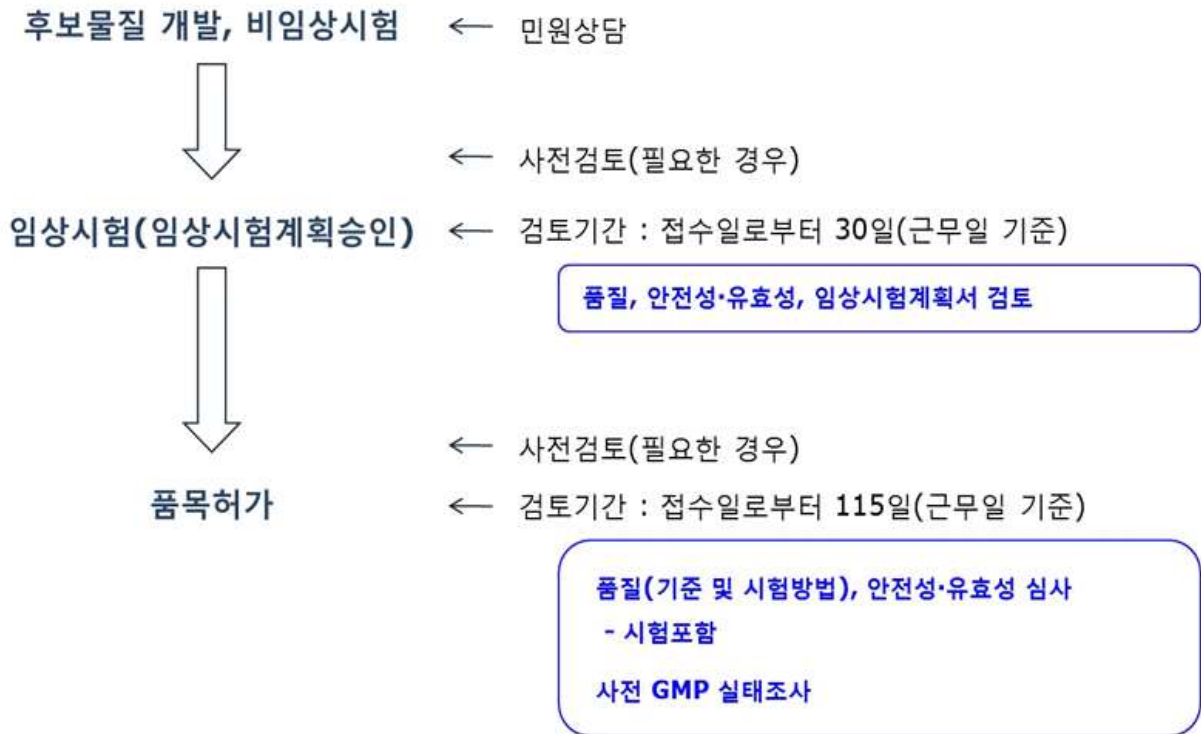 후보물질 개발, 비임상시험 ← 민원상담
← 사전검토(필요한 경우)
임상시험(임상시험계획승인) ← 검토기간 : 접수일로부터 30일(근무일 기준)
품질, 안전성·유효성, 임상시험계획서 검토
← 사전검토(필요한 경우)
품목허가 ← 검토기간 : 접수일로부터 115일(근무일 기준)
품질(기준 및 시험방법), 안전성·유효성 심사
- 시험포함
사전 GMP 실태조사